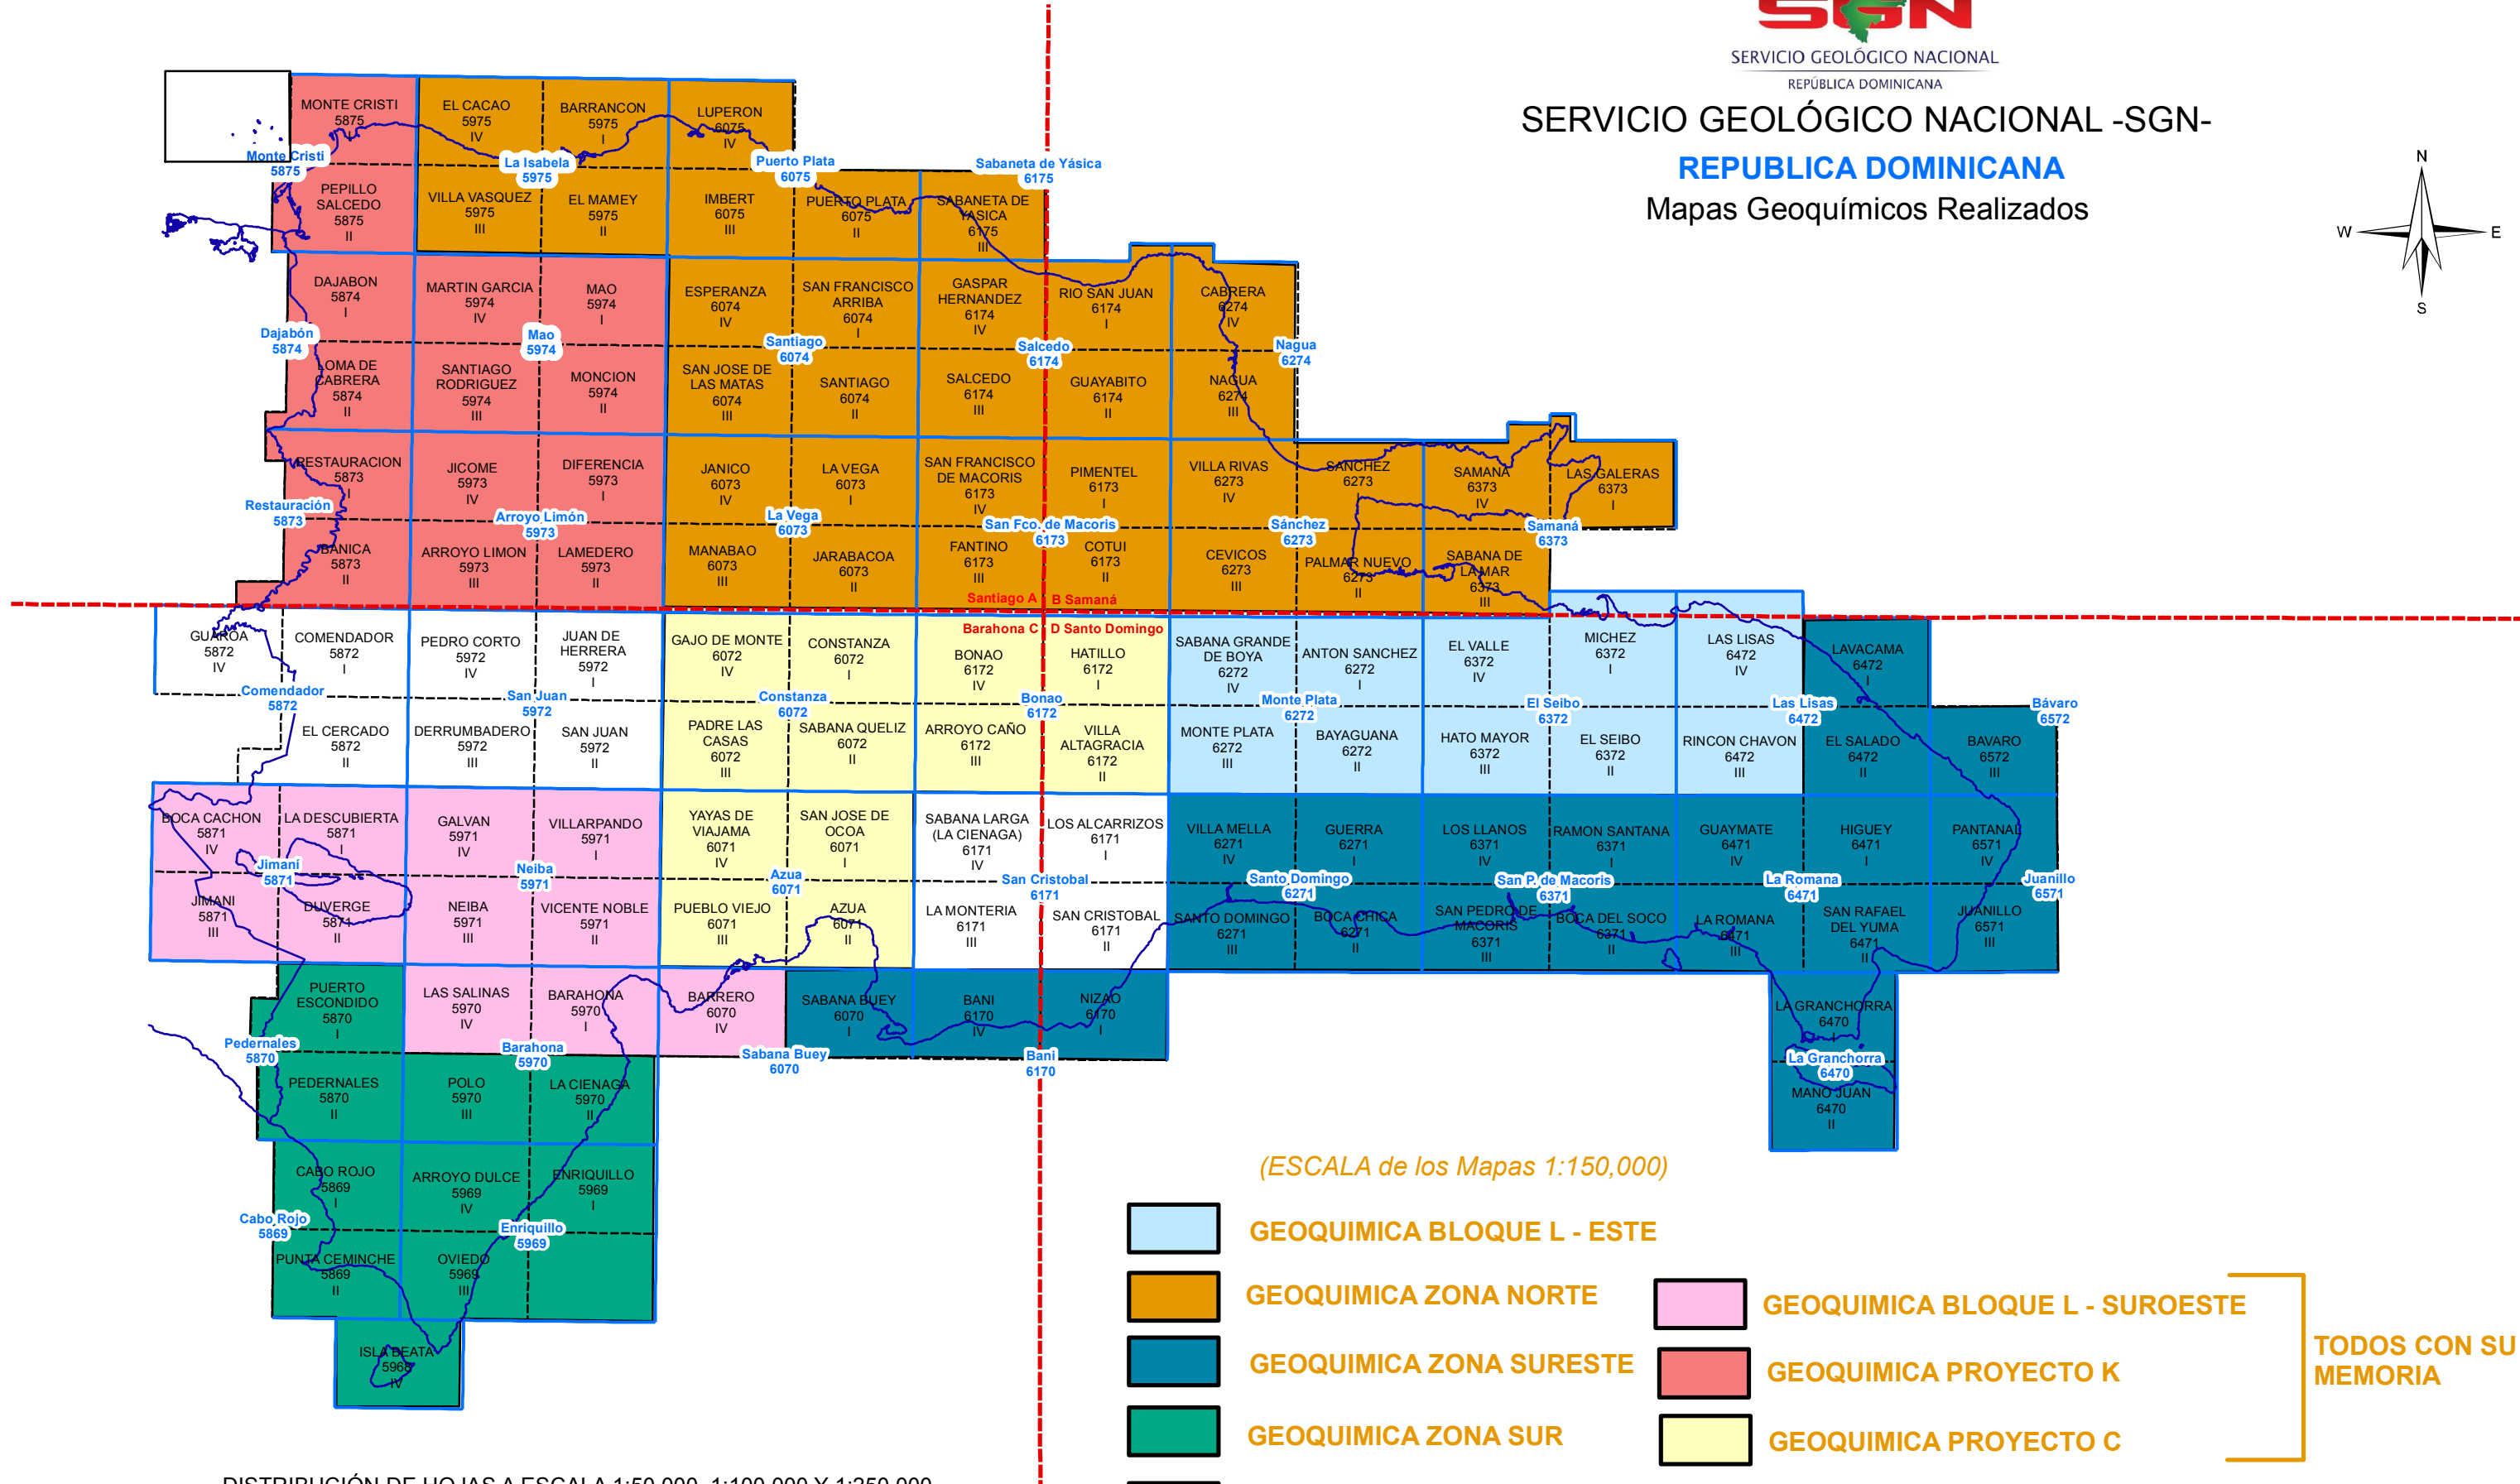 SGN
SERVICIO GEOLÓGICO NACIONAL
REPÚBLICA DOMINICANA
SERVICIO GEOLÓGICO NACIONAL -SGN-
REPUBLICA DOMINICANA
Mapas Geoquímicos Realizados
N
W
E
S
MONTE CRISTI
5875
I
EL CACAO
5975
IV
BARRANCON
5975
I
LUPERON
6075
IV
Monte Cristi
5875
La Isabela
5975
Puerto Plata
6075
Sabaneta de Yásica
6175
PEPILLO
SALCEDO
5875
II
VILLA VASQUEZ
5975
III
EL MAMEY
5975
II
IMBERT
6075
III
PUERTO PLATA
6075
II
SABANETA DE
YASICA
6175
III
DAJABON
5874
I
MARTIN GARCIA
5974
IV
MAO
5974
I
ESPERANZA
6074
IV
SAN FRANCISCO
ARRIBA
6074
I
GASPAR
HERNANDEZ
6174
IV
RIO SAN JUAN
6174
I
CABRERA
6274
IV
Dajabón
5874
Mao
5974
Santiago
6074
Salcedo
6174
Nagua
6274
LOMA DE
CABRERA
5874
II
SANTIAGO
RODRIGUEZ
5974
III
MONCION
5974
II
SAN JOSE DE
LAS MATAS
6074
III
SANTIAGO
6074
II
SALCEDO
6174
III
GUAYABITO
6174
II
NAGUA
6274
III
RESTAURACION
5873
I
JICOME
5973
IV
DIFERENCIA
5973
I
JANICO
6073
IV
LA VEGA
6073
I
SAN FRANCISCO
DE MACORIS
6173
IV
PIMENTEL
6173
I
VILLA RIVAS
6273
IV
SANCHEZ
6273
I
SAMANA
6373
IV
LAS GALERAS
6373
I
Restauración
5873
Arroyo Limón
5973
La Vega
6073
San Fco. de Macoris
6173
Sánchez
6273
Samaná
6373
BANICA
5873
II
ARROYO LIMON
5973
III
LAMEDERO
5973
II
MANABAO
6073
III
JARABACOA
6073
II
FANTINO
6173
III
COTUI
6173
II
CEVICOS
6273
III
PALMAR NUEVO
6273
II
SABANA DE
LA MAR
6373
III
Santiago A
B Samaná
Barahona C
D Santo Domingo
GUAROA
5872
IV
COMENDADOR
5872
I
PEDRO CORTO
5972
IV
JUAN DE
HERRERA
5972
I
GAJO DE MONTE
6072
IV
CONSTANZA
6072
I
BONAO
6172
IV
HATILLO
6172
I
SABANA GRANDE
DE BOYA
6272
IV
ANTON SANCHEZ
6272
I
EL VALLE
6372
IV
MICHEZ
6372
I
LAS LISAS
6472
IV
LAVACAMA
6472
I
Comendador
5872
San Juan
5972
Constanza
6072
Bonao
6172
Monte Plata
6272
El Seibo
6372
Las Lisas
6472
Bávaro
6572
EL CERCADO
5872
II
DERRUMBADERO
5972
III
SAN JUAN
5972
II
PADRE LAS
CASAS
6072
III
SABANA QUELIZ
6072
II
ARROYO CAÑO
6172
III
VILLA
ALTAGRACIA
6172
II
MONTE PLATA
6272
III
BAYAGUANA
6272
II
HATO MAYOR
6372
III
EL SEIBO
6372
II
RINCON CHAVON
6472
III
EL SALADO
6472
II
BAVARO
6572
III
BOCA CACHON
5871
IV
LA DESCUBIERTA
5871
I
GALVAN
5971
IV
VILLARPANDO
5971
I
YAYAS DE
VIAJAMA
6071
IV
SAN JOSE DE
OCOA
6071
I
SABANA LARGA
(LA CIENAGA)
6171
IV
LOS ALCARRIZOS
6171
I
VILLA MELLA
6271
IV
GUERRA
6271
I
LOS LLANOS
6371
IV
RAMON SANTANA
6371
I
GUAYMATE
6471
IV
HIGUEY
6471
I
PANTANAL
6571
IV
Jimaní
5871
Neiba
5971
Azua
6071
San Cristobal
6171
Santo Domingo
6271
San P. de Macoris
6371
La Romana
6471
Juanillo
6571
JIMANI
5871
III
DUVERGE
5871
II
NEIBA
5971
III
VICENTE NOBLE
5971
II
PUEBLO VIEJO
6071
III
AZUA
6071
II
LA MONTERIA
6171
III
SAN CRISTOBAL
6171
II
SANTO DOMINGO
6271
III
BOCA CHICA
6271
II
SAN PEDRO DE
MACORIS
6371
III
BOCA DEL SOCO
6371
II
LA ROMANA
6471
III
SAN RAFAEL
DEL YUMA
6471
II
JUANILLO
6571
III
PUERTO
ESCONDIDO
5870
I
LAS SALINAS
5970
IV
BARAHONA
5970
I
BARRERO
6070
IV
SABANA BUEY
6070
I
BANI
6170
IV
NIZAO
6170
I
LA GRANCHORRA
6470
I
Pedernales
5870
Barahona
5970
Sabana Buey
6070
Bani
6170
La Granchorra
6470
PEDERNALES
5870
II
POLO
5970
III
LA CIENAGA
5970
II
MANO JUAN
6470
II
CABO ROJO
5869
I
ARROYO DULCE
5969
IV
ENRIQUILLO
5969
I
Cabo Rojo
5869
Enriquillo
5969
PUNTA CEMINCHE
5869
II
OVIEDO
5969
III
ISLA BEATA
5968
IV
(ESCALA de los Mapas 1:150,000)
GEOQUIMICA BLOQUE L - ESTE
GEOQUIMICA ZONA NORTE
GEOQUIMICA ZONA SURESTE
GEOQUIMICA ZONA SUR
GEOQUIMICA BLOQUE L - SUROESTE
GEOQUIMICA PROYECTO K
GEOQUIMICA PROYECTO C
TODOS CON SU
MEMORIA
DISTRIBUCIÓN DE HOJAS A ESCALA 1:50,000, 1:100,000 Y 1:250,000